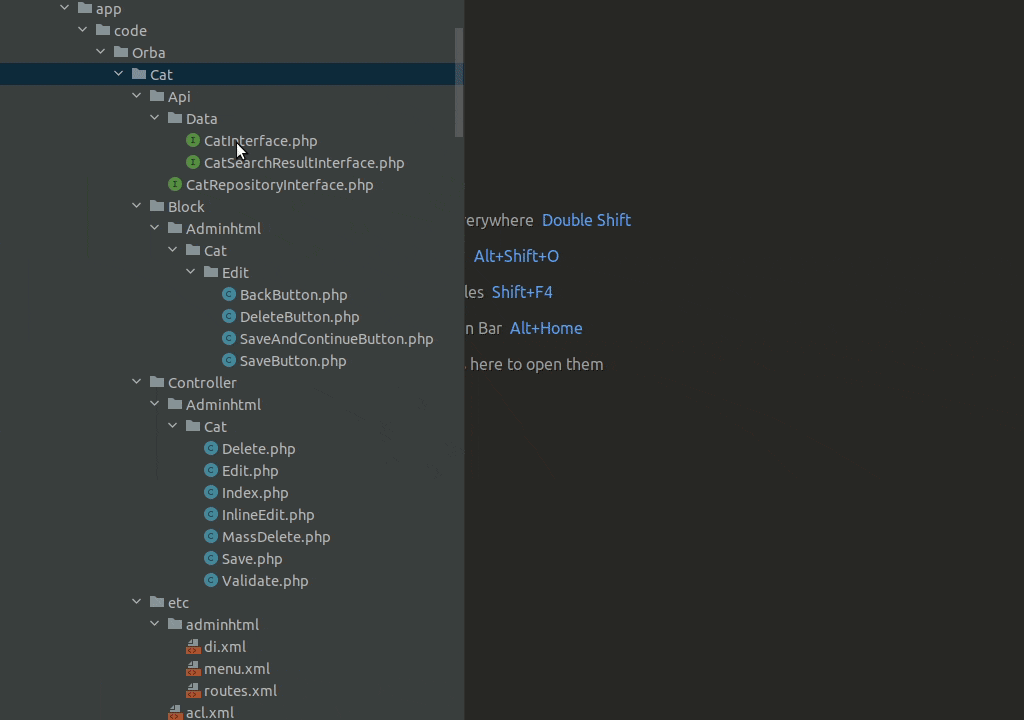 app
code
Orba
Cat
Api
Data
CatInterface.php
CatSearchResultInterface.php
CatRepositoryInterface.php
Block
erywhere Double Shift
Adminhtml
Cat
Alt+Shift+O
Edit
BackButton.php
les Shift+F4
DeleteButton.php
n Bar Alt+Home
SaveAndContinueButton.php
SaveButton.php
here to open them
Controller
Adminhtml
Cat
Delete.php
Edit.php
Index.php
InlineEdit.php
MassDelete.php
Save.php
Validate.php
etc
adminhtml
di.xml
menu.xml
routes.xml
acl.xml